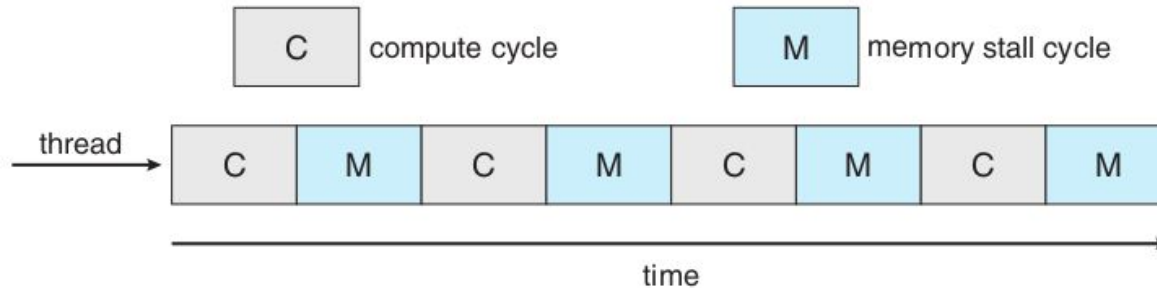 C compute cycle M memory stall cycle
thread
C M C M C M C M
time